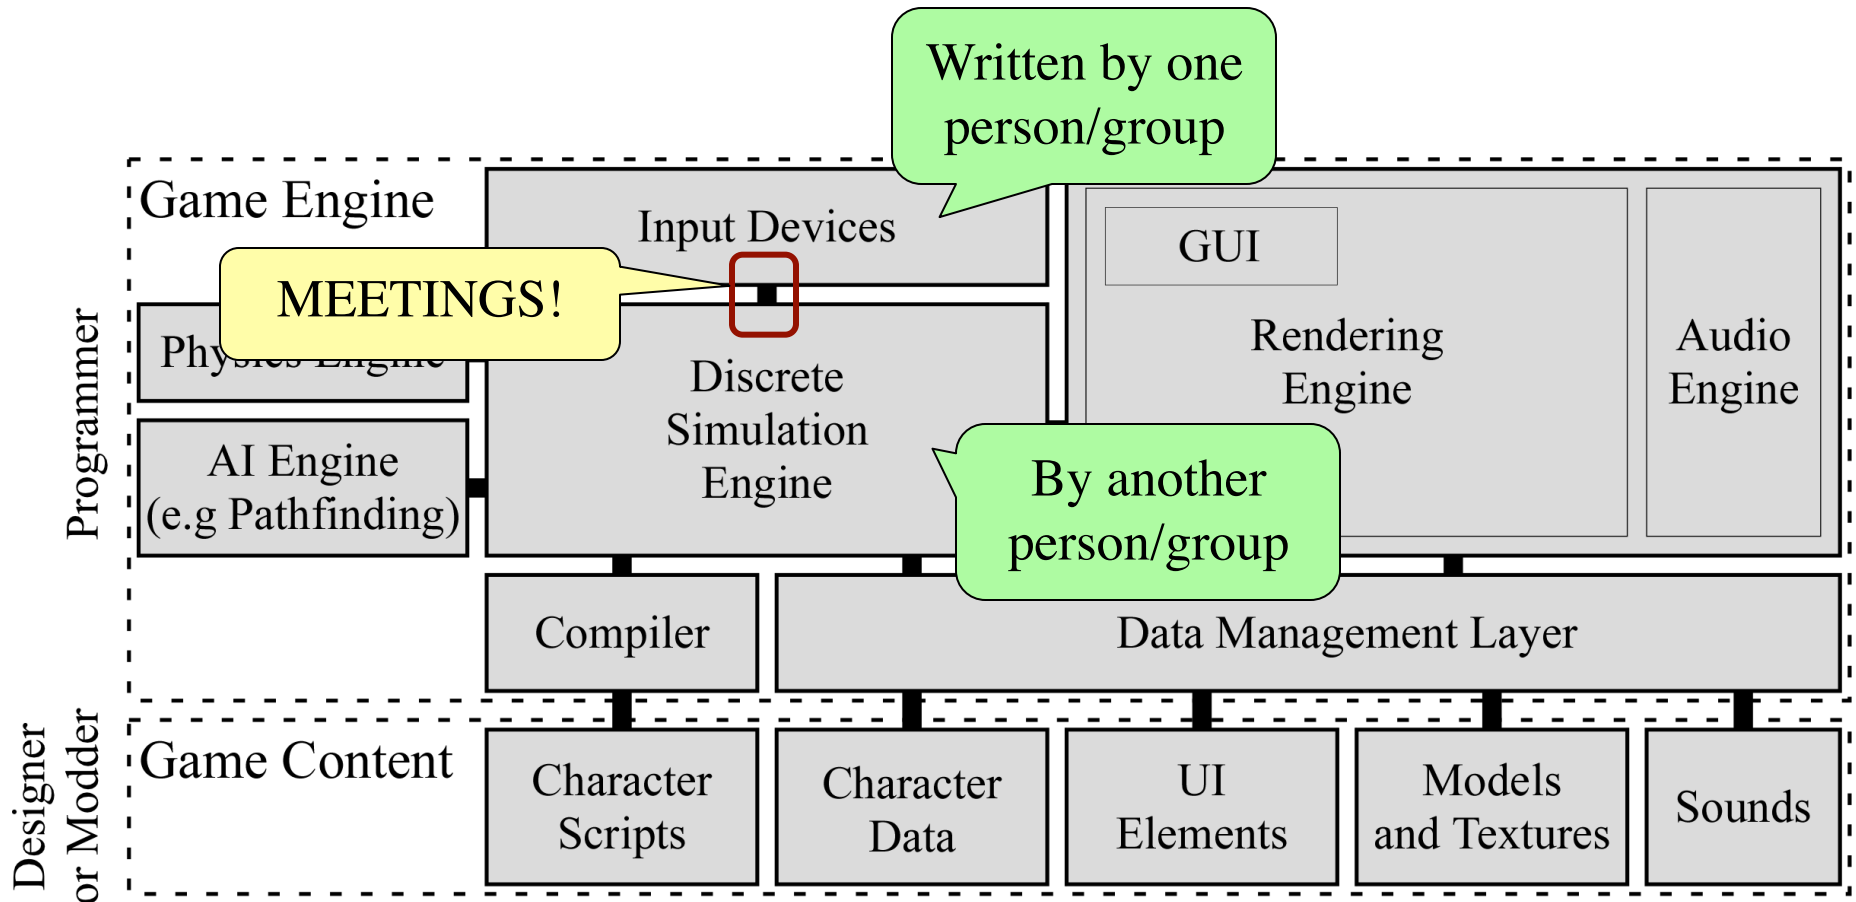 Written by one
person/group
Game Engine
Input Devices
GUI
MEETINGS!
Physics Engine
Rendering
Engine
Audio
Engine
Discrete
Simulation
Engine
AI Engine
(e.g Pathfinding)
By another
person/group
Programmer
Compiler
Data Management Layer
Game Content
Designer
or Modder
Character
Scripts
Character
Data
UI
Elements
Models
and Textures
Sounds